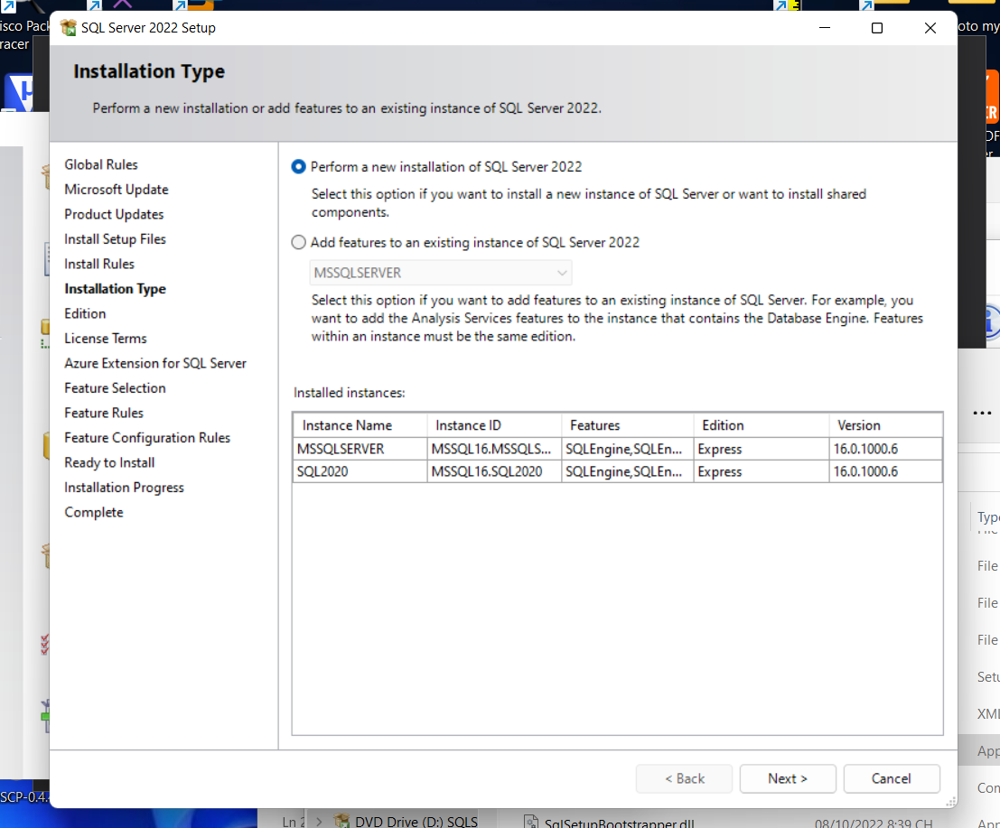 isco Pack
racer
oto my
SQL Server 2022 Setup
Installation Type
Perform a new installation or add features to an existing instance of SQL Server 2022.
Global Rules
Microsoft Update
Product Updates
Install Setup Files
Install Rules
Installation Type
Edition
License Terms
Azure Extension for SQL Server
Feature Selection
Feature Rules
Feature Configuration Rules
Ready to Install
Installation Progress
Complete
Perform a new installation of SQL Server 2022
Select this option if you want to install a new instance of SQL Server or want to install shared
components.
Add features to an existing instance of SQL Server 2022
MSSQLSERVER
Select this option if you want to add features to an existing instance of SQL Server. For example, you
want to add the Analysis Services features to the instance that contains the Database Engine. Features
within an instance must be the same edition.
Installed instances:
Instance Name Instance ID Features Edition Version
MSSQLSERVER MSSQL16.MSSQLS... SQLEngine,SQLEn... Express 16.0.1000.6
SQL2020 MSSQL16.SQL2020 SQLEngine,SQLEn... Express 16.0.1000.6
< Back Next > Cancel
Type
File
File
File
Setu
XML
App
Com
SCP-0.4.
Ln 2
DVD Drive (D:) SQLS
SqlSetupBootstrapper.dll
08/10/2022 8:39 CH
App